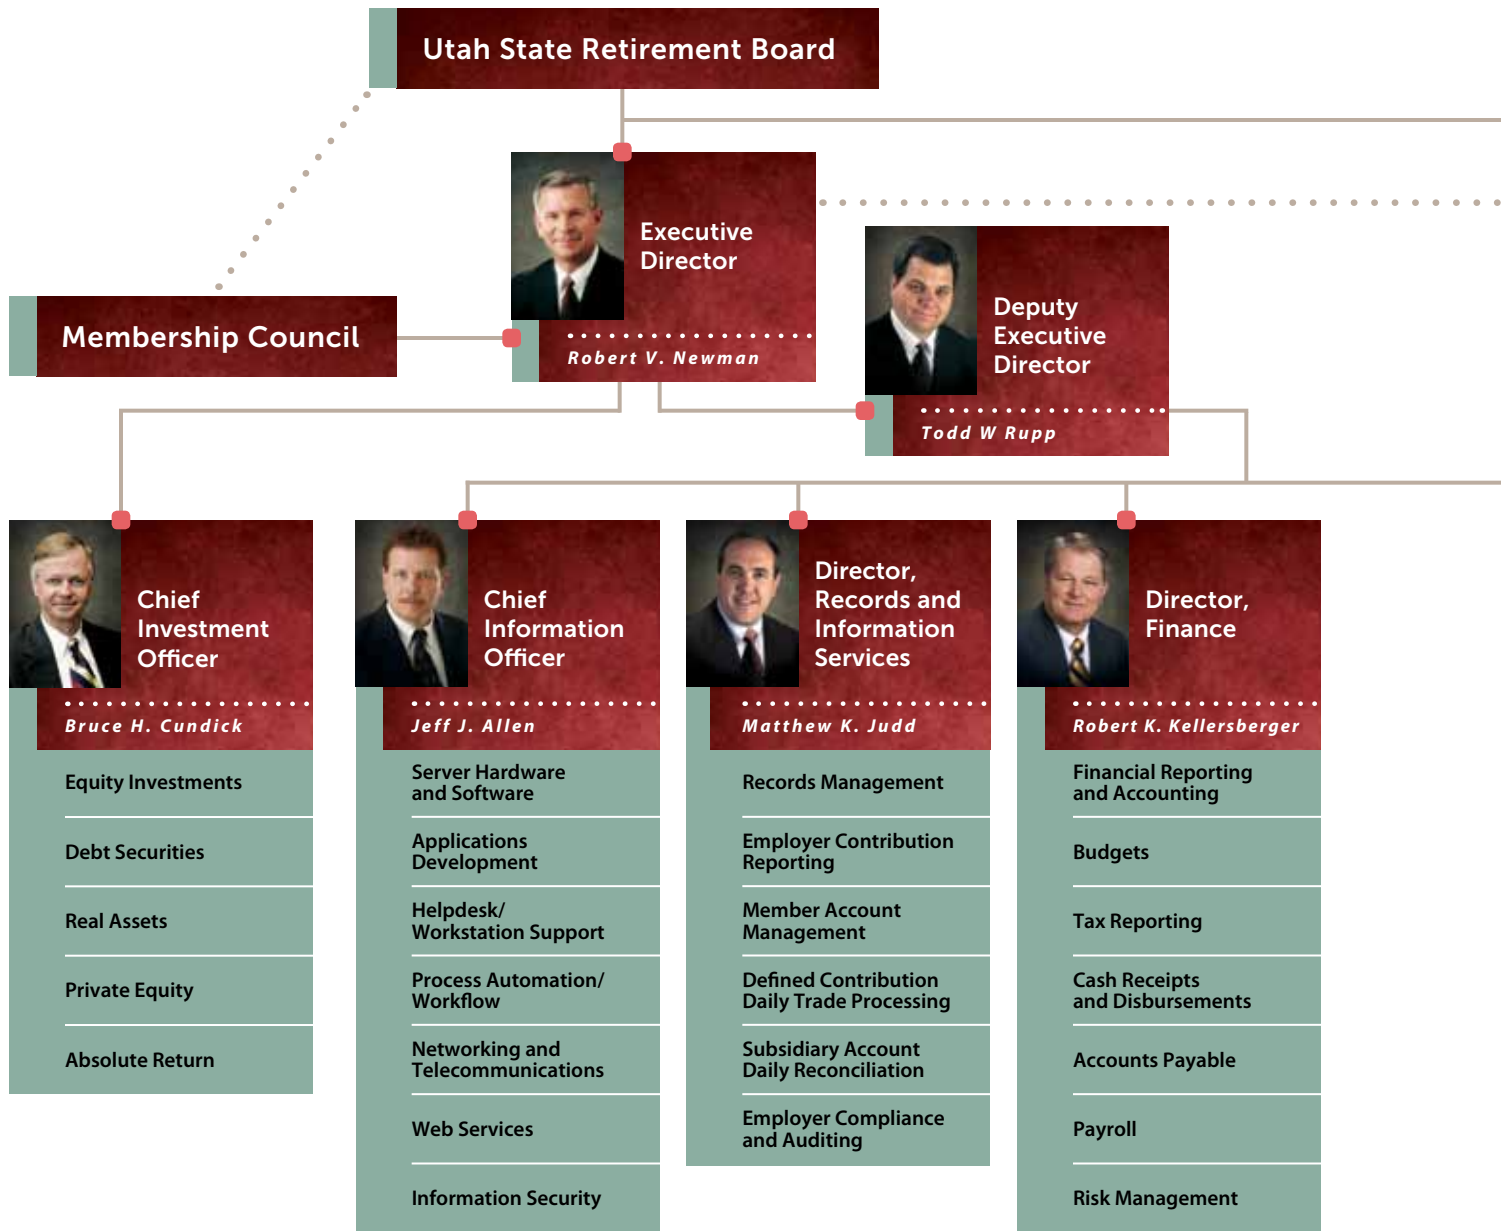 Utah State Retirement Board
Executive
Director
Robert V. Newman
Membership Council
Deputy
Executive
Director
Todd W Rupp
Chief
Investment
Officer
Bruce H. Cundick
Equity Investments
Debt Securities
Real Assets
Private Equity
Absolute Return
Chief
Information
Officer
Jeff J. Allen
Server Hardware
and Software
Applications
Development
Helpdesk/
Workstation Support
Process Automation/
Workflow
Networking and
Telecommunications
Web Services
Information Security
Director,
Records and
Information
Services
Matthew K. Judd
Records Management
Employer Contribution
Reporting
Member Account
Management
Defined Contribution
Daily Trade Processing
Subsidiary Account
Daily Reconciliation
Employer Compliance
and Auditing
Director,
Finance
Robert K. Kellersberger
Financial Reporting
and Accounting
Budgets
Tax Reporting
Cash Receipts
and Disbursements
Accounts Payable
Payroll
Risk Management